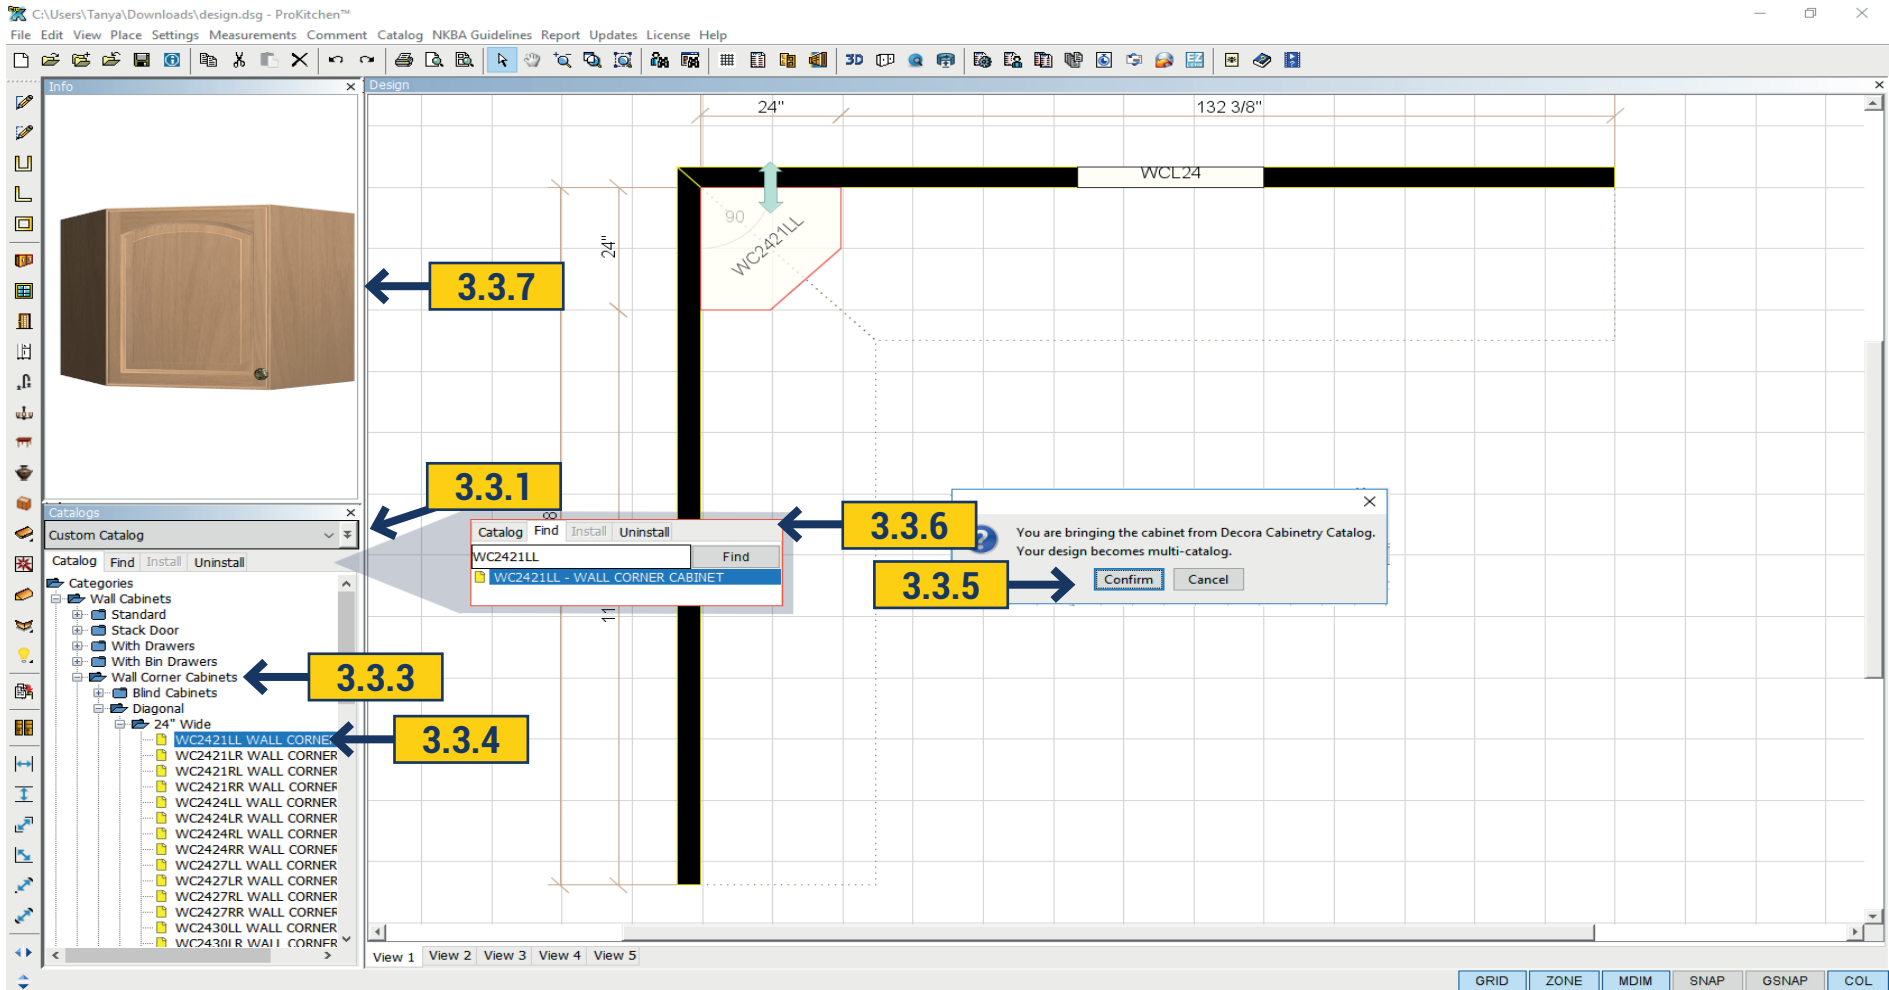 C:\Users\Tanya\Downloads\design.dsg - ProKitchen™
File Edit View Place Settings Measurements Comment Catalog NKBA Guidelines Report Updates License Help
3D
EZ
Info
Design
24"
132 3/8"
WCL24
90
WC2421LL
24"
3.3.7
3.3.1
Catalogs
Custom Catalog
Catalog Find Install Uninstall
Categories
Wall Cabinets
Standard
Stack Door
With Drawers
With Bin Drawers
Wall Corner Cabinets
Blind Cabinets
Diagonal
24" Wide
WC2421LL WALL CORNE
WC2421LR WALL CORNER
WC2421RL WALL CORNER
WC2421RR WALL CORNER
WC2424LL WALL CORNER
WC2424LR WALL CORNER
WC2424RL WALL CORNER
WC2424RR WALL CORNER
WC2427LL WALL CORNER
WC2427LR WALL CORNER
WC2427RL WALL CORNER
WC2427RR WALL CORNER
WC2430LL WALL CORNER
WC2430LR WALL CORNER
3.3.3
3.3.4
Catalog Find Install Uninstall
WC2421LL Find
WC2421LL - WALL CORNER CABINET
3.3.6
You are bringing the cabinet from Decora Cabinetry Catalog.
Your design becomes multi-catalog.
Confirm Cancel
3.3.5
View 1 View 2 View 3 View 4 View 5
GRID ZONE MDIM SNAP GSNAP COL